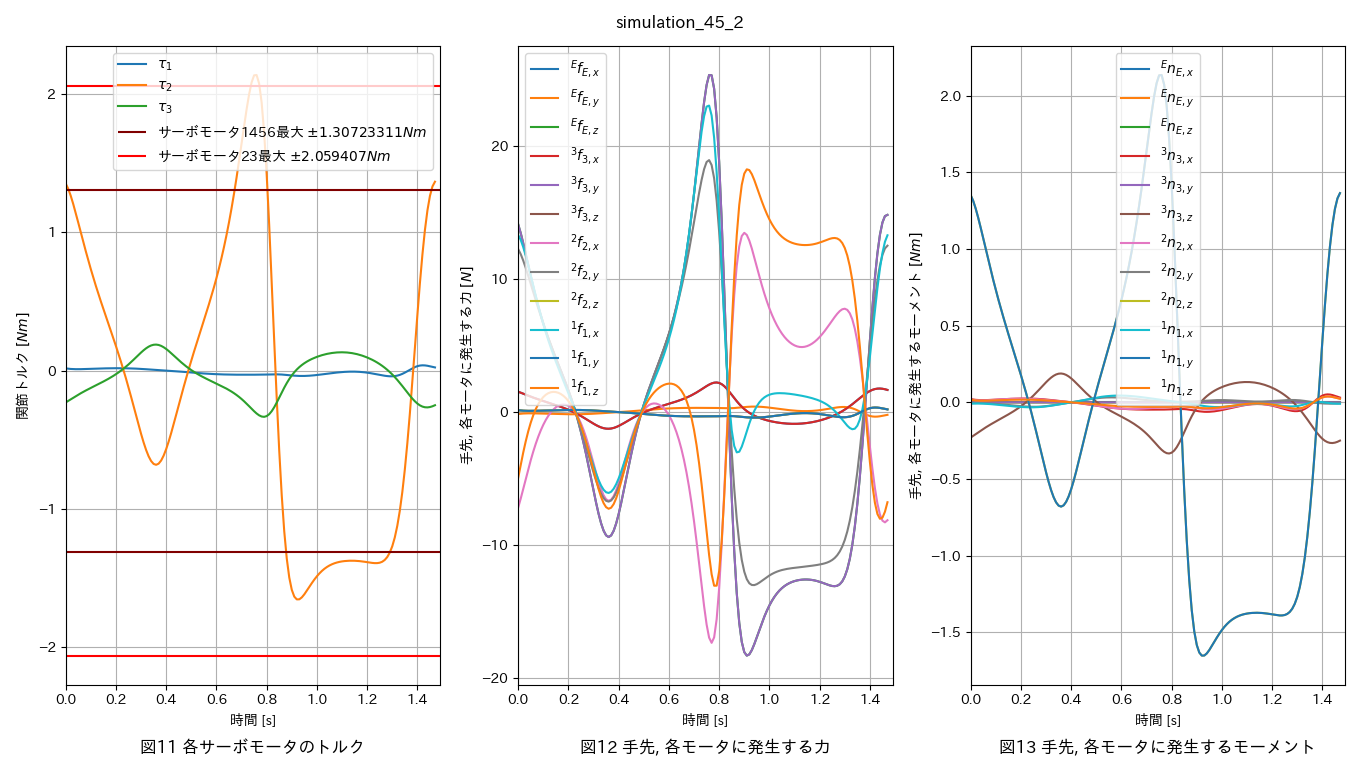 simulation_45_2
τ1
τ2
τ3
サーボモータ1456最大 ±1.30723311Nm
サーボモータ23最大 ±2.059407Nm
2
1
0
−1
−2
関節トルク [Nm]
0.0 0.2 0.4 0.6 0.8 1.0 1.2 1.4
時間 [s]
図11 各サーボモータのトルク
EfE,x
EfE,y
EfE,z
3f3,x
3f3,y
3f3,z
2f2,x
2f2,y
2f2,z
1f1,x
1f1,y
1f1,z
20
10
0
−10
−20
手先, 各モータに発生する力 [N]
0.0 0.2 0.4 0.6 0.8 1.0 1.2 1.4
時間 [s]
図12 手先, 各モータに発生する力
EnE,x
EnE,y
EnE,z
3n3,x
3n3,y
3n3,z
2n2,x
2n2,y
2n2,z
1n1,x
1n1,y
1n1,z
2.0
1.5
1.0
0.5
0.0
−0.5
−1.0
−1.5
手先, 各モータに発生するモーメント [Nm]
0.0 0.2 0.4 0.6 0.8 1.0 1.2 1.4
時間 [s]
図13 手先, 各モータに発生するモーメント